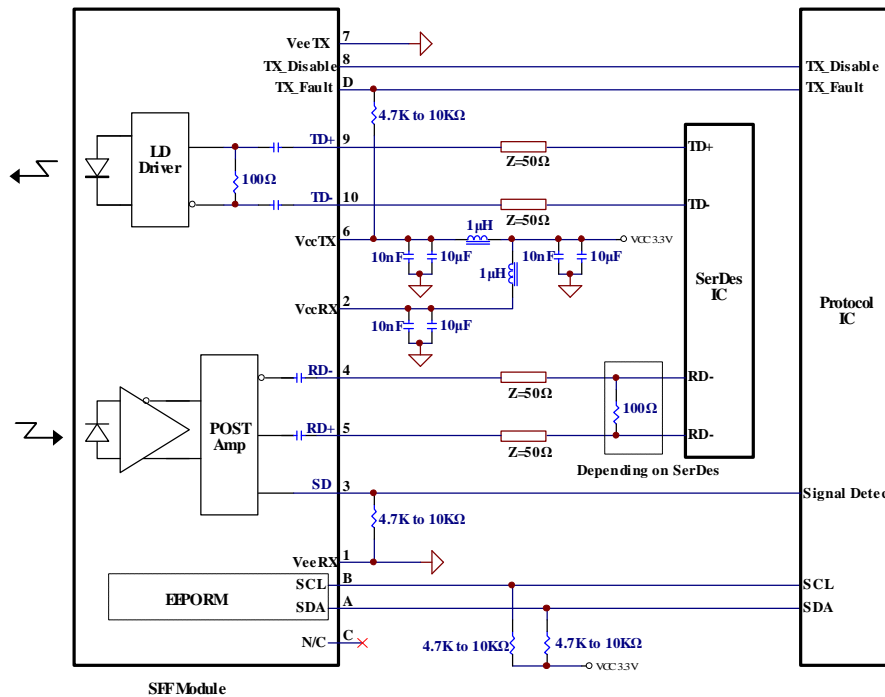 VeeTX 7
TX_Disable 8 TX_Disable
TX_Fault D TX_Fault
4.7K to 10KΩ
LD
Driver
100Ω
TD+ 9 TD+
Z=50Ω
TD- 10 TD-
Z=50Ω
VccTX 6
1μH
VCC3.3V
10nF 10μF
1μH
10nF 10μF
SerDes
IC
Protocol
IC
VccRX 2
10nF 10μF
RD- 4 RD-
Z=50Ω
100Ω
POST
Amp
RD+ 5 RD-
Z=50Ω
Depending on SerDes
SD 3 Signal Detec
4.7K to 10KΩ
VeeRX 1
EEPORM
SCL B SCL
SDA A SDA
N/C C
4.7K to 10KΩ 4.7K to 10KΩ
VCC3.3V
SFF Module